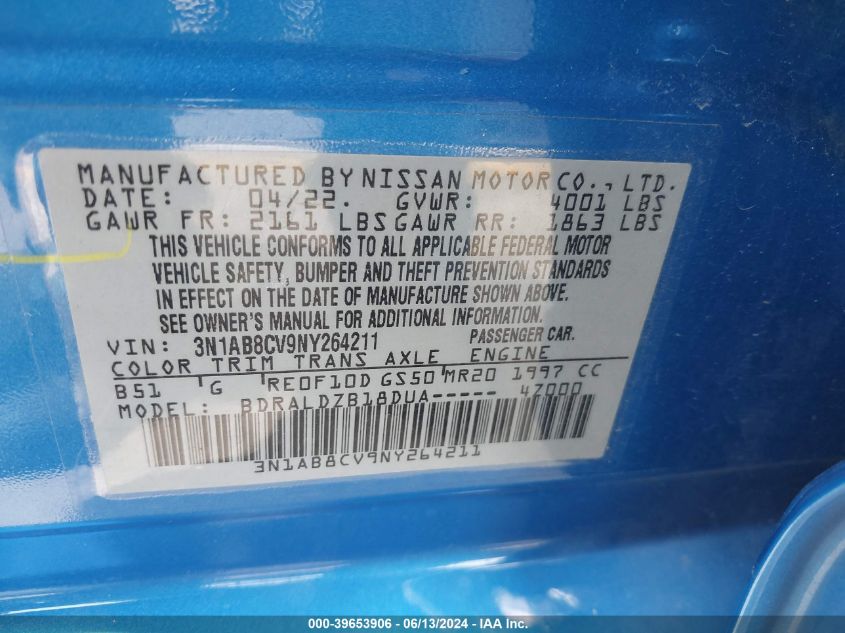 MANUFACTURED BY NISSAN MOTOR CO., LTD.
DATE: 04/22. GVWR: 4001 LBS
GAWR FR: 2161 LBS GAWR RR: 1863 LBS
THIS VEHICLE CONFORMS TO ALL APPLICABLE FEDERAL MOTOR
VEHICLE SAFETY, BUMPER AND THEFT PREVENTION STANDARDS
IN EFFECT ON THE DATE OF MANUFACTURE SHOWN ABOVE.
SEE OWNER'S MANUAL FOR ADDITIONAL INFORMATION.
VIN: 3N1AB8CV9NY264211 PASSENGER CAR.
COLOR TRIM TRANS AXLE ENGINE
B51 G RE0F10D GS50 MR20 1997 CC
MODEL: BDRALDZB18DUA----- 47000
3N1AB8CV9NY264211
000-39653906 - 06/13/2024 - IAA Inc.